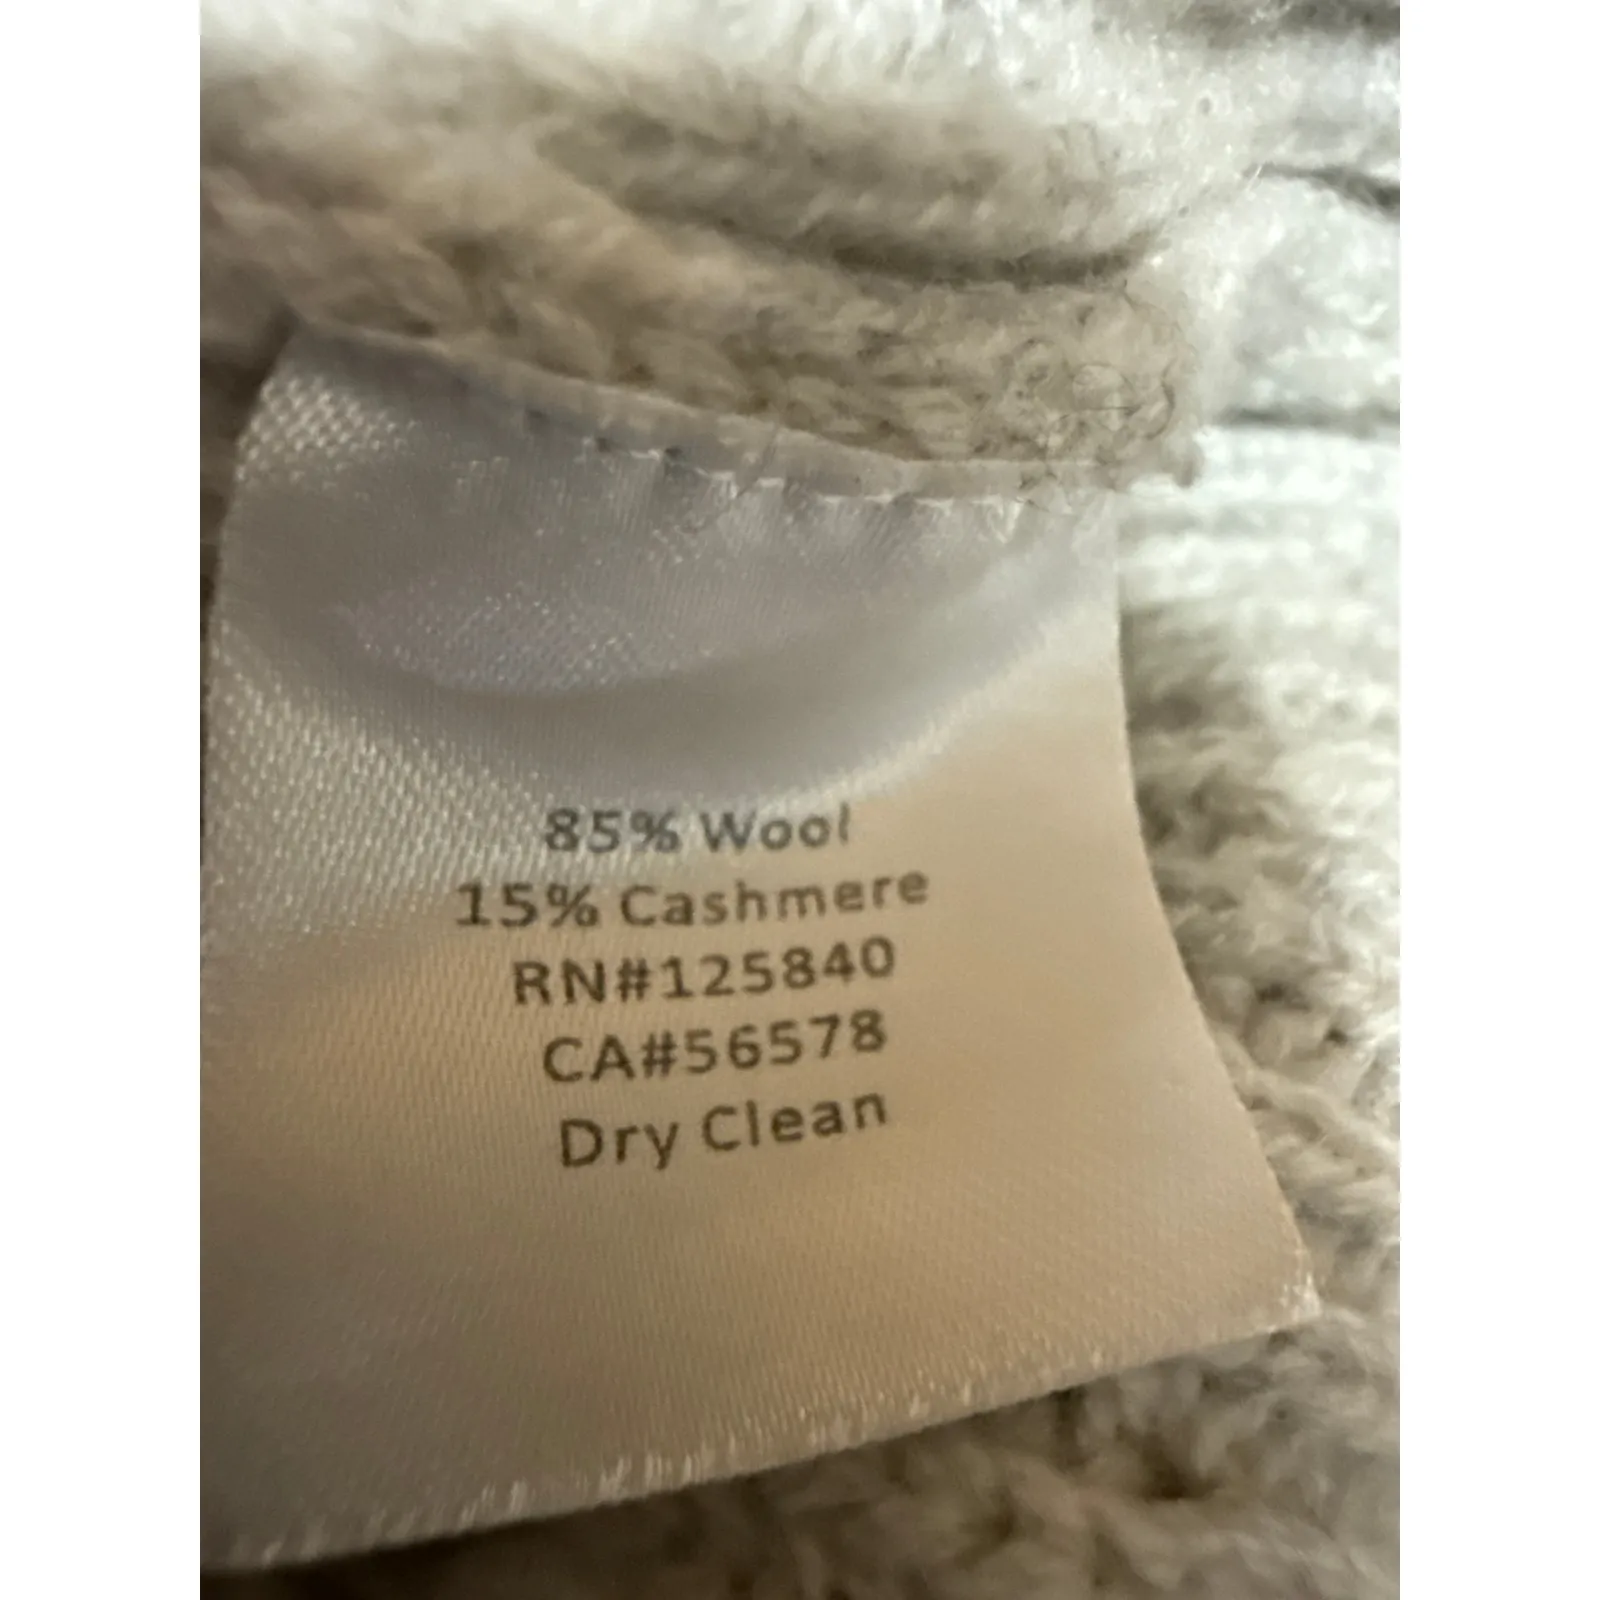 85% Wool
15% Cashmere
RN#125840
CA#56578
Dry Clean